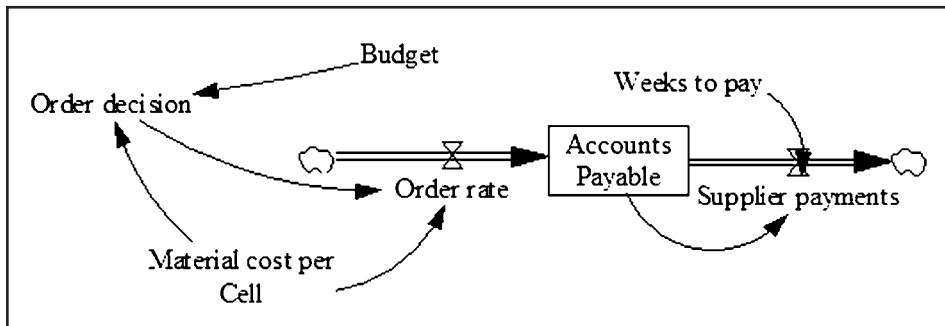 Budget
Order decision
Weeks to pay
Accounts
Payable
Order rate
Supplier payments
Material cost per
Cell